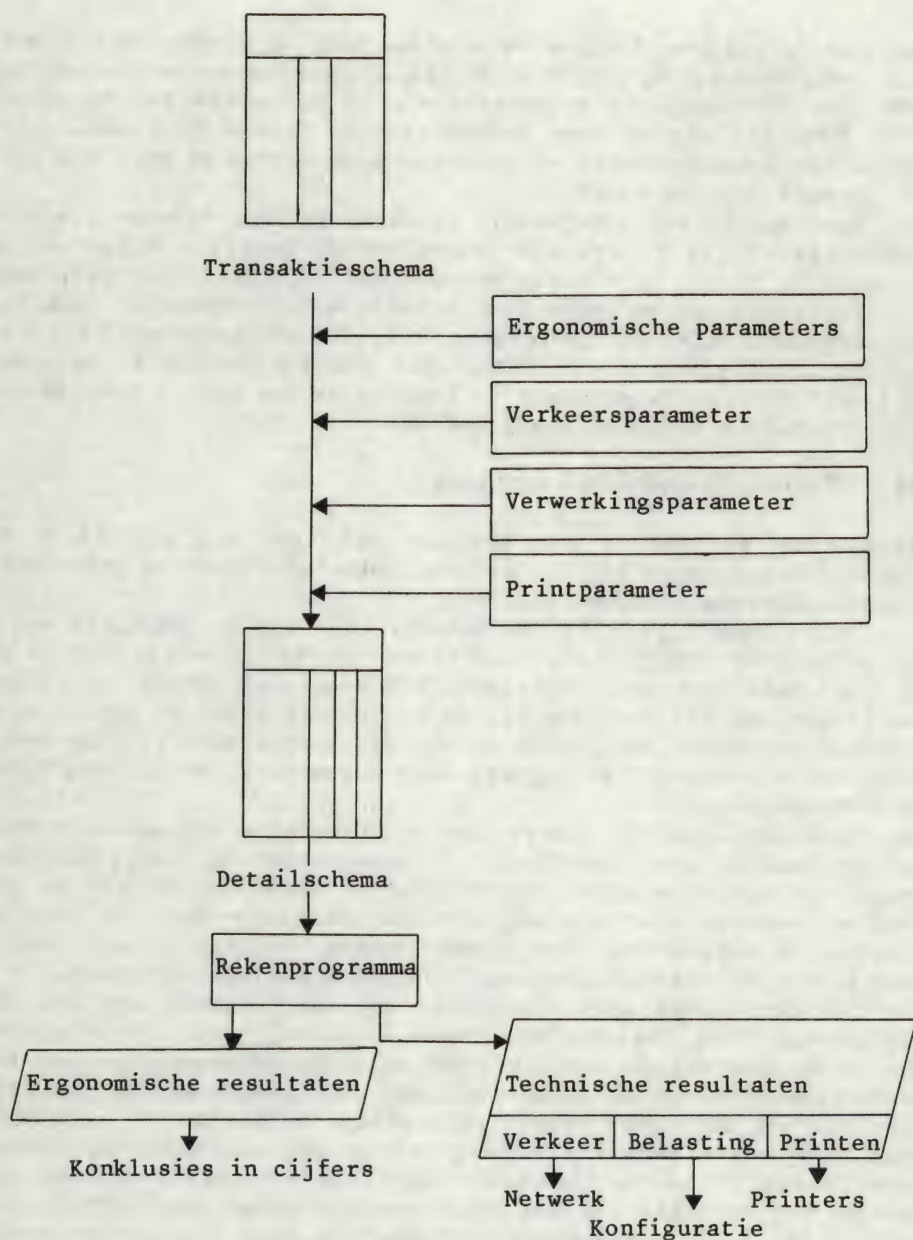 Transaktieschema
Ergonomische parameters
Verkeersparameter
Verwerkingsparameter
Printparameter
Detailschema
Rekenprogramma
Ergonomische resultaten
Technische resultaten
Verkeer Belasting Printen
Konklusies in cijfers
Netwerk Printers
Konfiguratie